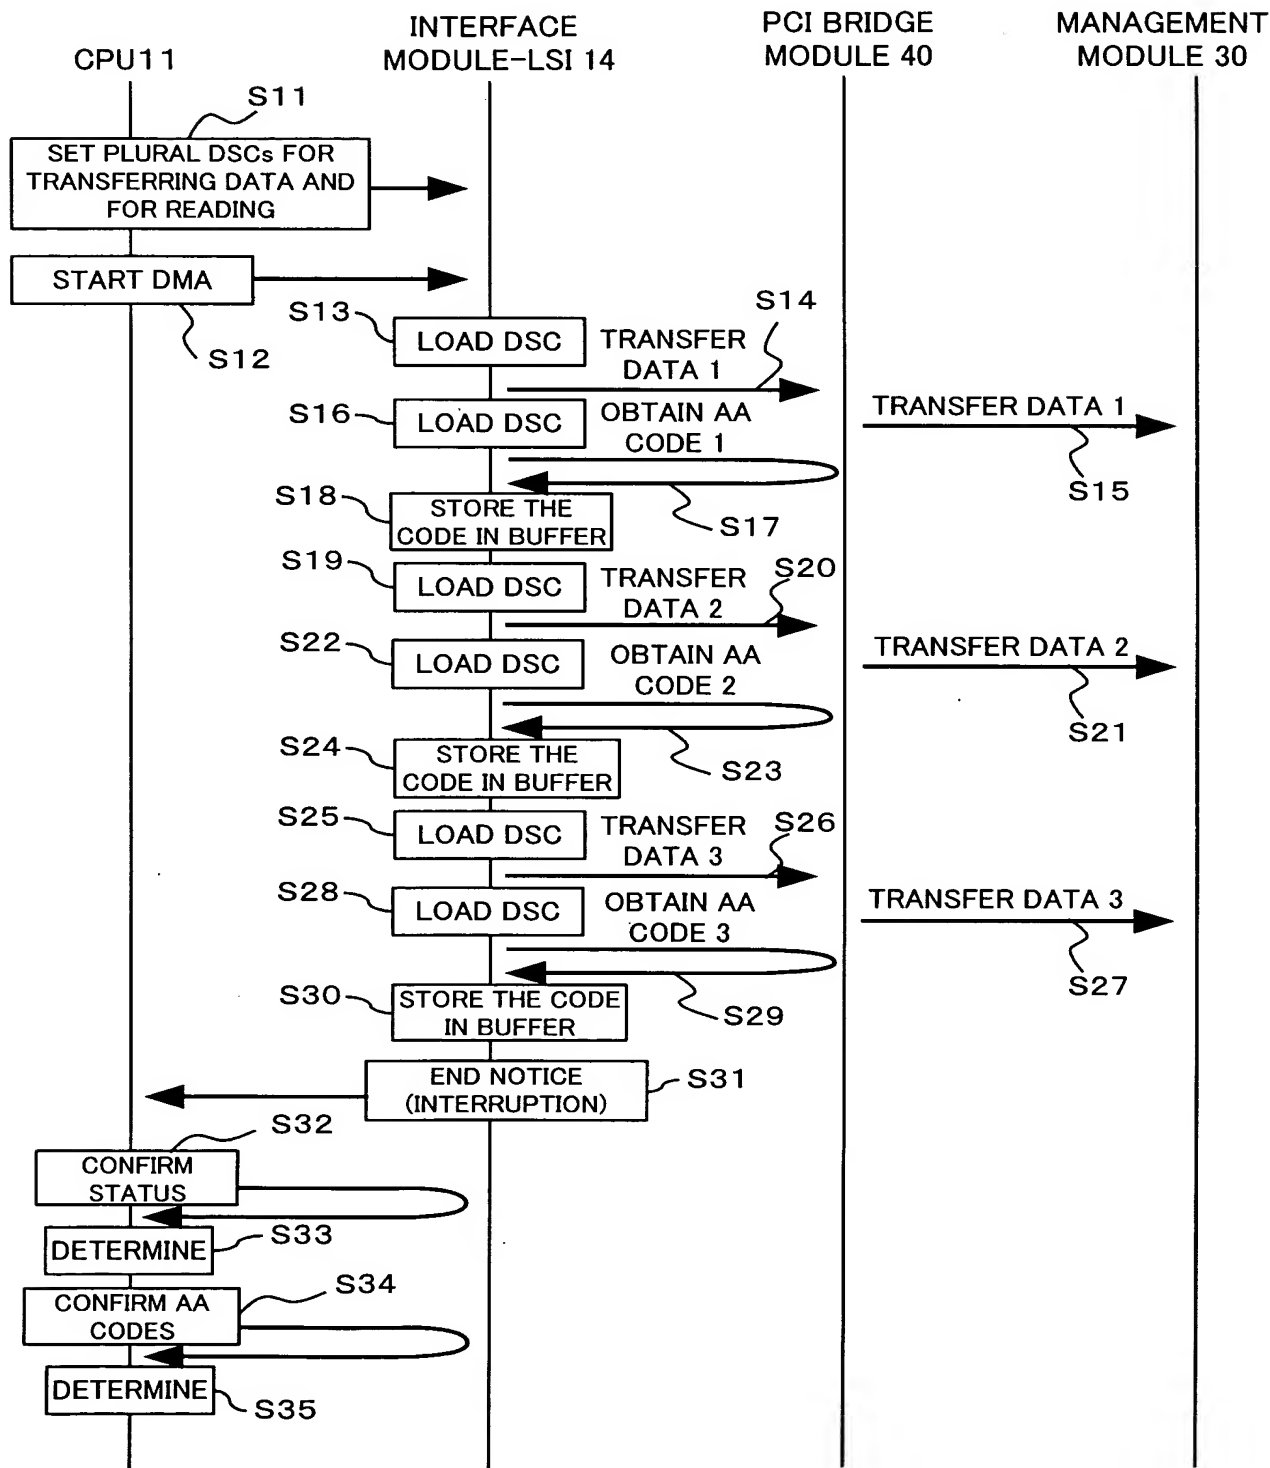 CPU11
INTERFACE
MODULE-LSI 14
PCI BRIDGE
MODULE 40
MANAGEMENT
MODULE 30
S11
SET PLURAL DSCs FOR
TRANSFERRING DATA AND
FOR READING
START DMA
S12
S13
LOAD DSC
TRANSFER
DATA 1
S14
S16
LOAD DSC
OBTAIN AA
CODE 1
TRANSFER DATA 1
S15
S17
S18
STORE THE
CODE IN BUFFER
S19
LOAD DSC
TRANSFER
DATA 2
S20
S22
LOAD DSC
OBTAIN AA
CODE 2
TRANSFER DATA 2
S21
S23
S24
STORE THE
CODE IN BUFFER
S25
LOAD DSC
TRANSFER
DATA 3
S26
S28
LOAD DSC
OBTAIN AA
CODE 3
TRANSFER DATA 3
S27
S29
S30
STORE THE CODE
IN BUFFER
END NOTICE
(INTERRUPTION)
S31
S32
CONFIRM
STATUS
DETERMINE
S33
CONFIRM AA
CODES
S34
DETERMINE
S35